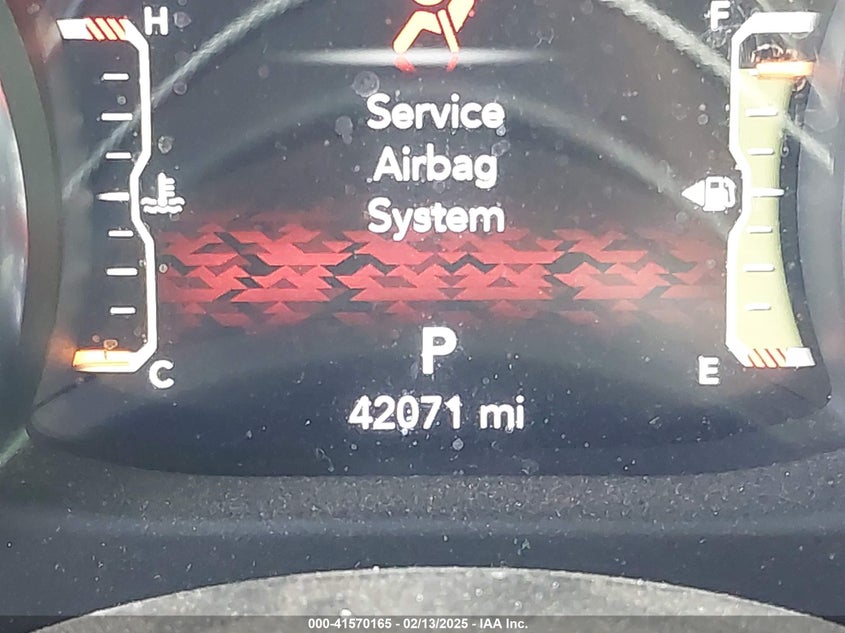 H
F
Service
Airbag
System
P
C
E
42071 mi
000-41570165 - 02/13/2025 - IAA Inc.